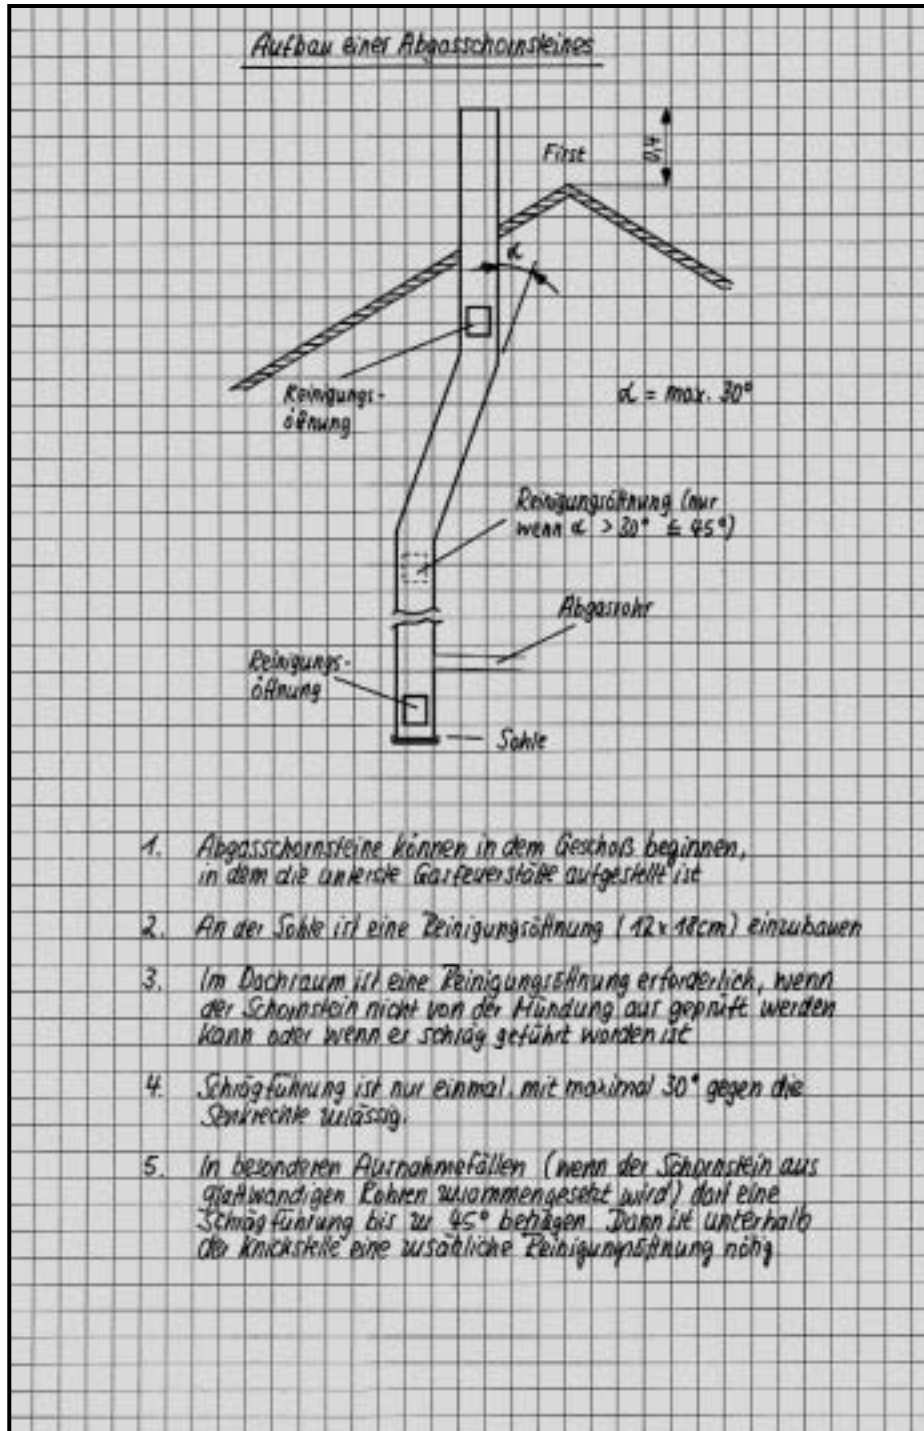 Aufbau einer Abgasschornsteines
First
0,4
α
Reinigungs-
öffnung
α = max. 30°
Reinigungsöffnung (nur
wenn α > 30° ≦ 45°)
Abgasrohr
Reinigungs-
öffnung
Sohle
1. Abgasschornsteine können in dem Geschoß beginnen,
in dem die unterste Gasfeuerstätte aufgestellt ist
2. An der Sohle ist eine Reinigungsöffnung (12x18cm) einzubauen
3. Im Dachraum ist eine Reinigungsöffnung erforderlich, wenn
der Schornstein nicht von der Mündung aus geprüft werden
kann oder wenn er schräg geführt worden ist
4. Schrägführung ist nur einmal, mit maximal 30° gegen die
Senkrechte zulässig.
5. In besonderen Ausnahmefällen (wenn der Schornstein aus
glattwandigen Rohren zusammengesetzt wird) darf eine
Schrägführung bis zu 45° betragen. Dann ist unterhalb
der Knickstelle eine zusätzliche Reinigungsöffnung nötig